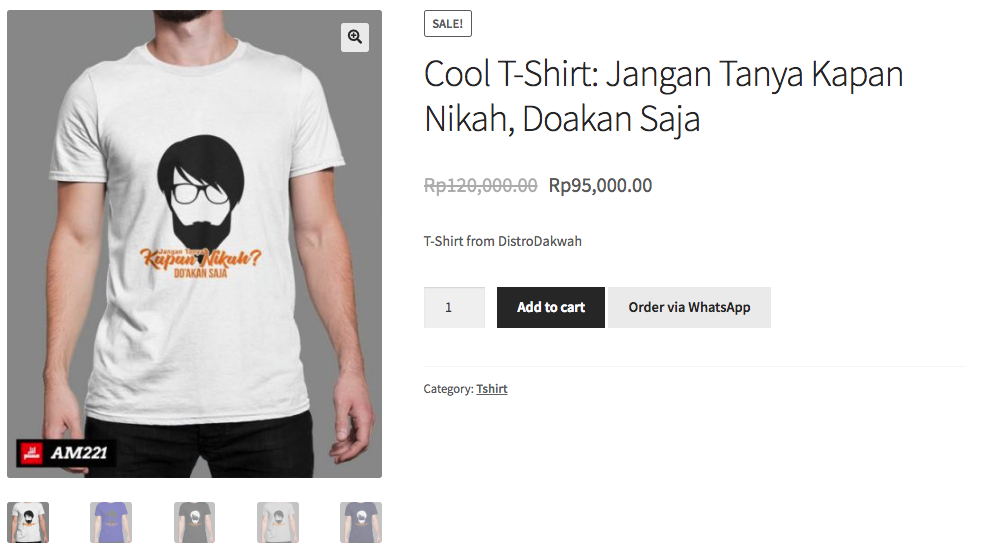 SALE!
Cool T-Shirt: Jangan Tanya Kapan
Nikah, Doakan Saja
Rp120,000.00 Rp95,000.00
T-Shirt from DistroDakwah
1
Add to cart
Order via WhatsApp
Category: Tshirt
Jangan Tanya
Kapan Nikah?
DO'AKAN SAJA
AM221